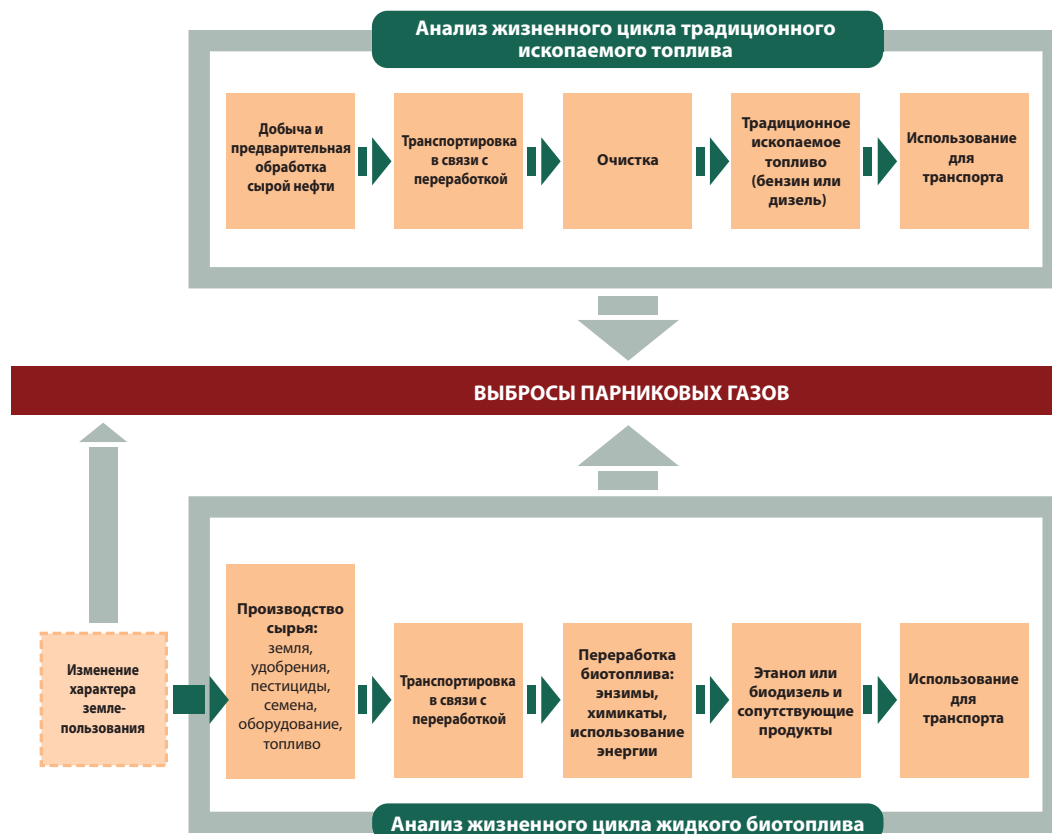 Анализ жизненного цикла традиционного
ископаемого топлива
Добыча и
предварительная
обработка
сырой нефти
Транспортировка
в связи с
переработкой
Очистка
Традиционное
ископаемое
топливо
(бензин или
дизель)
Использование
для
транспорта
ВЫБРОСЫ ПАРНИКОВЫХ ГАЗОВ
Изменение
характера
земле-
пользования
Производство
сырья:
земля,
удобрения,
пестициды,
семена,
оборудование,
топливо
Транспортировка
в связи с
переработкой
Переработка
биотоплива:
энзимы,
химикаты,
использование
энергии
Этанол или
биодизель и
сопутствующие
продукты
Использование
для
транспорта
Анализ жизненного цикла жидкого биотоплива